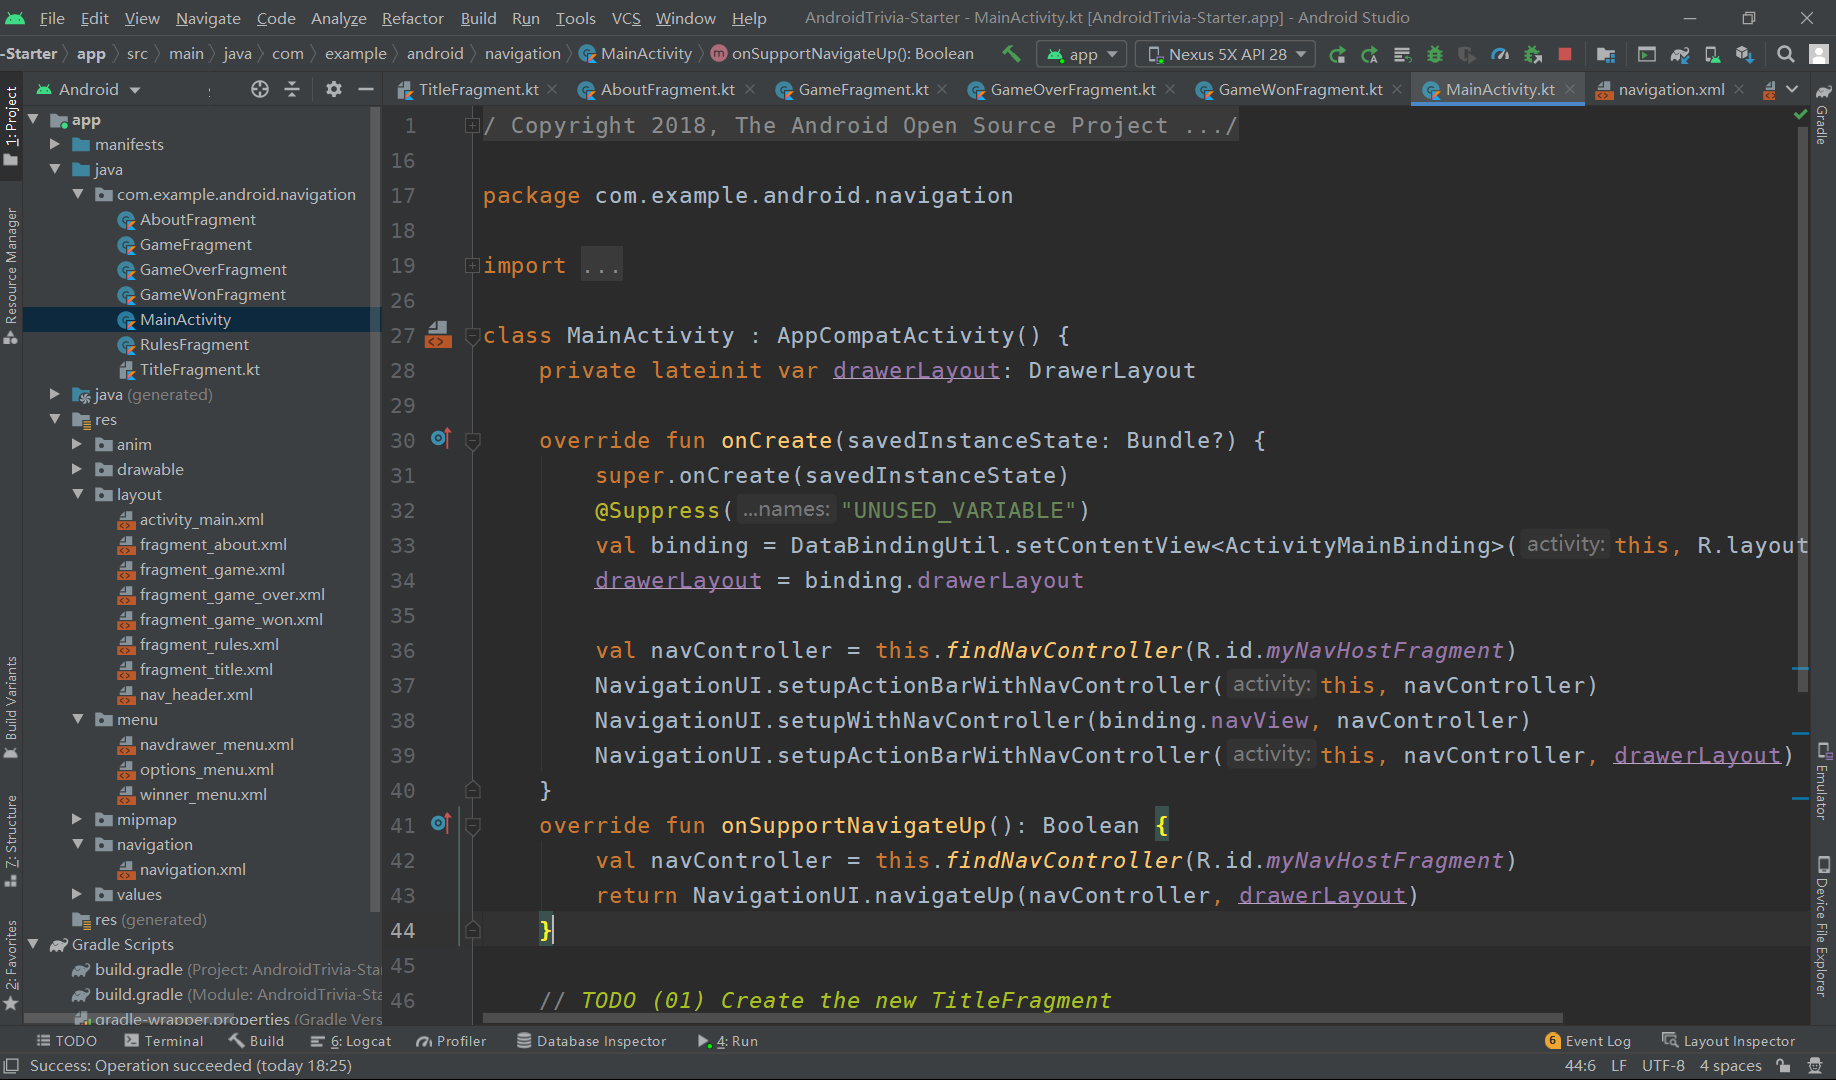 File Edit View Navigate Code Analyze Refactor Build Run Tools VCS Window Help AndroidTrivia-Starter - MainActivity.kt [AndroidTrivia-Starter.app] - Android Studio
-Starter app src main java com example android navigation MainActivity onSupportNavigateUp(): Boolean app Nexus 5X API 28
Android
TitleFragment.kt AboutFragment.kt GameFragment.kt GameOverFragment.kt GameWonFragment.kt MainActivity.kt navigation.xml
1: Project
Resource Manager
Build Variants
7: Structure
2: Favorites
app
manifests
java
com.example.android.navigation
AboutFragment
GameFragment
GameOverFragment
GameWonFragment
MainActivity
RulesFragment
TitleFragment.kt
java (generated)
res
anim
drawable
layout
activity_main.xml
fragment_about.xml
fragment_game.xml
fragment_game_over.xml
fragment_game_won.xml
fragment_rules.xml
fragment_title.xml
nav_header.xml
menu
navdrawer_menu.xml
options_menu.xml
winner_menu.xml
mipmap
navigation
navigation.xml
values
res (generated)
Gradle Scripts
build.gradle (Project: AndroidTrivia-Sta
build.gradle (Module: AndroidTrivia-Sta
gradle-wrapper.properties (Gradle Vers
1 / Copyright 2018, The Android Open Source Project .../
16
17 package com.example.android.navigation
18
19 import ...
26
27 class MainActivity : AppCompatActivity() {
28 private lateinit var drawerLayout: DrawerLayout
29
30 override fun onCreate(savedInstanceState: Bundle?) {
31 super.onCreate(savedInstanceState)
32 @Suppress( ...names: "UNUSED_VARIABLE")
33 val binding = DataBindingUtil.setContentView<ActivityMainBinding>( activity: this, R.layout
34 drawerLayout = binding.drawerLayout
35
36 val navController = this.findNavController(R.id.myNavHostFragment)
37 NavigationUI.setupActionBarWithNavController( activity: this, navController)
38 NavigationUI.setupWithNavController(binding.navView, navController)
39 NavigationUI.setupActionBarWithNavController( activity: this, navController, drawerLayout)
40 }
41 override fun onSupportNavigateUp(): Boolean {
42 val navController = this.findNavController(R.id.myNavHostFragment)
43 return NavigationUI.navigateUp(navController, drawerLayout)
44 }
45
46 // TODO (01) Create the new TitleFragment
Gradle
Emulator
Device File Explorer
TODO Terminal Build 6: Logcat Profiler Database Inspector 4: Run 6 Event Log Layout Inspector
Success: Operation succeeded (today 18:25) 44:6 LF UTF-8 4 spaces